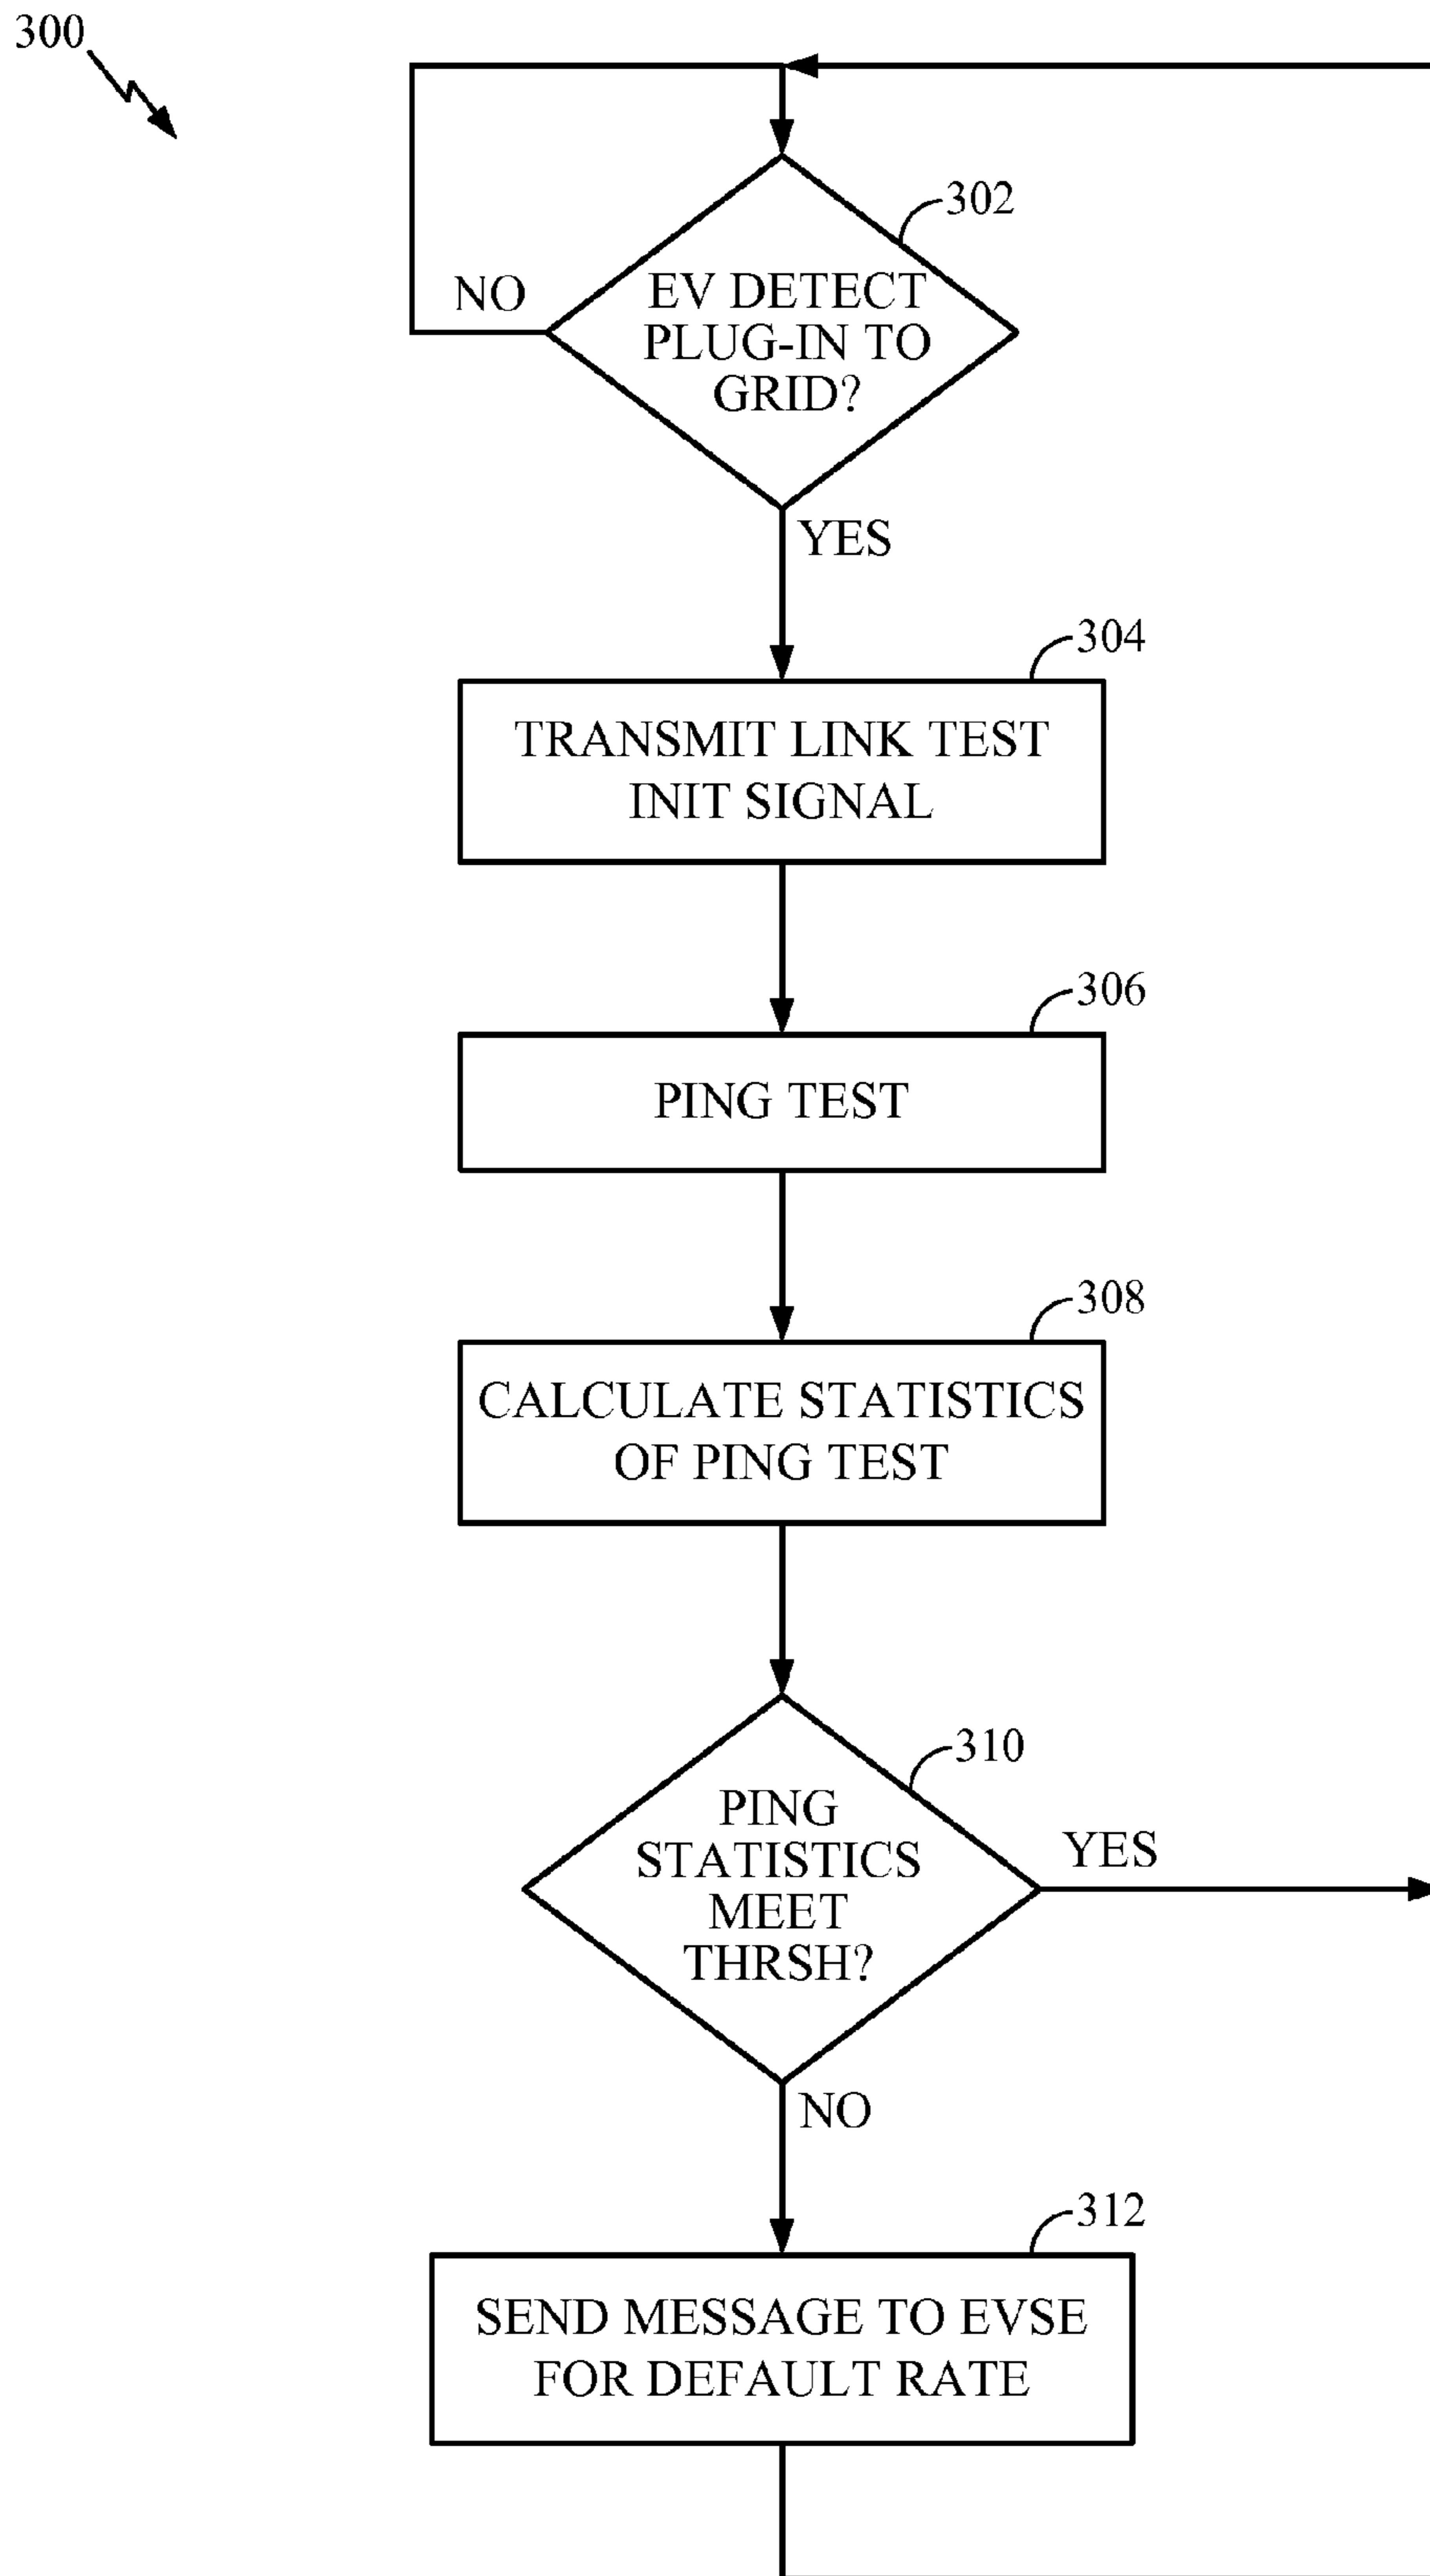 300
302
EV DETECT
PLUG-IN TO
GRID?
NO
YES
304
TRANSMIT LINK TEST
INIT SIGNAL
306
PING TEST
308
CALCULATE STATISTICS
OF PING TEST
310
PING
STATISTICS
MEET
THRSH?
YES
NO
312
SEND MESSAGE TO EVSE
FOR DEFAULT RATE